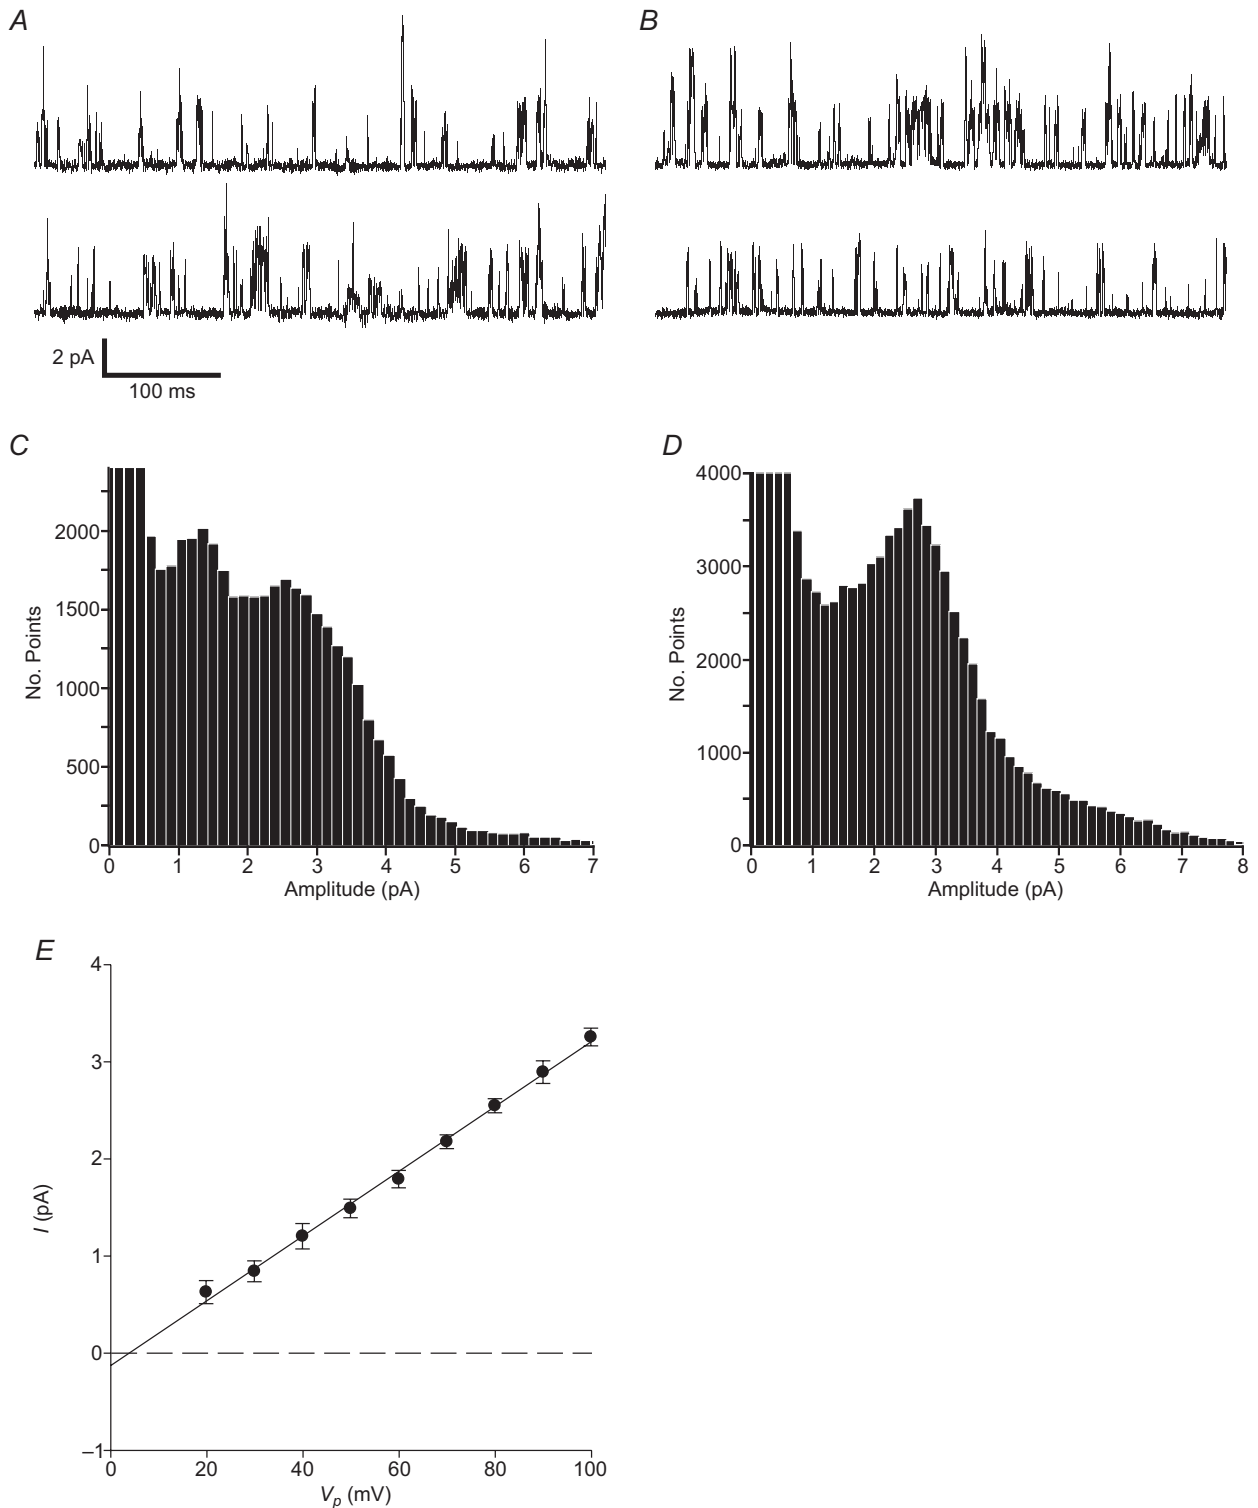 A
B
2 pA
100 ms
C
D
2000
1500
1000
500
0
No. Points
0 1 2 3 4 5 6 7
Amplitude (pA)
4000
3000
2000
1000
0
No. Points
0 1 2 3 4 5 6 7 8
Amplitude (pA)
E
4
3
2
1
0
–1
I (pA)
0 20 40 60 80 100
Vp (mV)